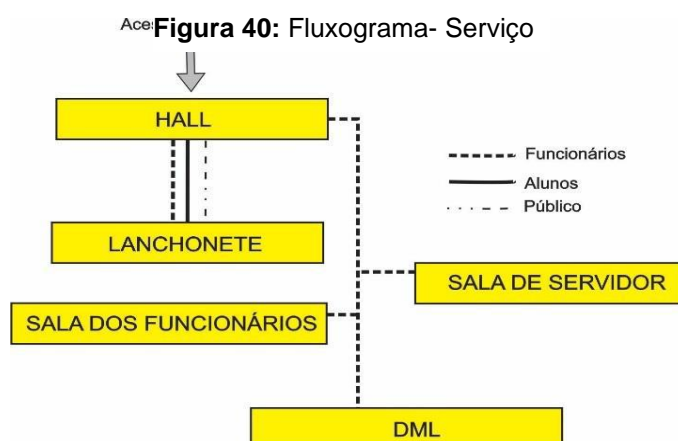 Figura 40: Fluxograma- Serviço
HALL
Funcionários
Alunos
Público
LANCHONETE
SALA DE SERVIDOR
SALA DOS FUNCIONÁRIOS
DML